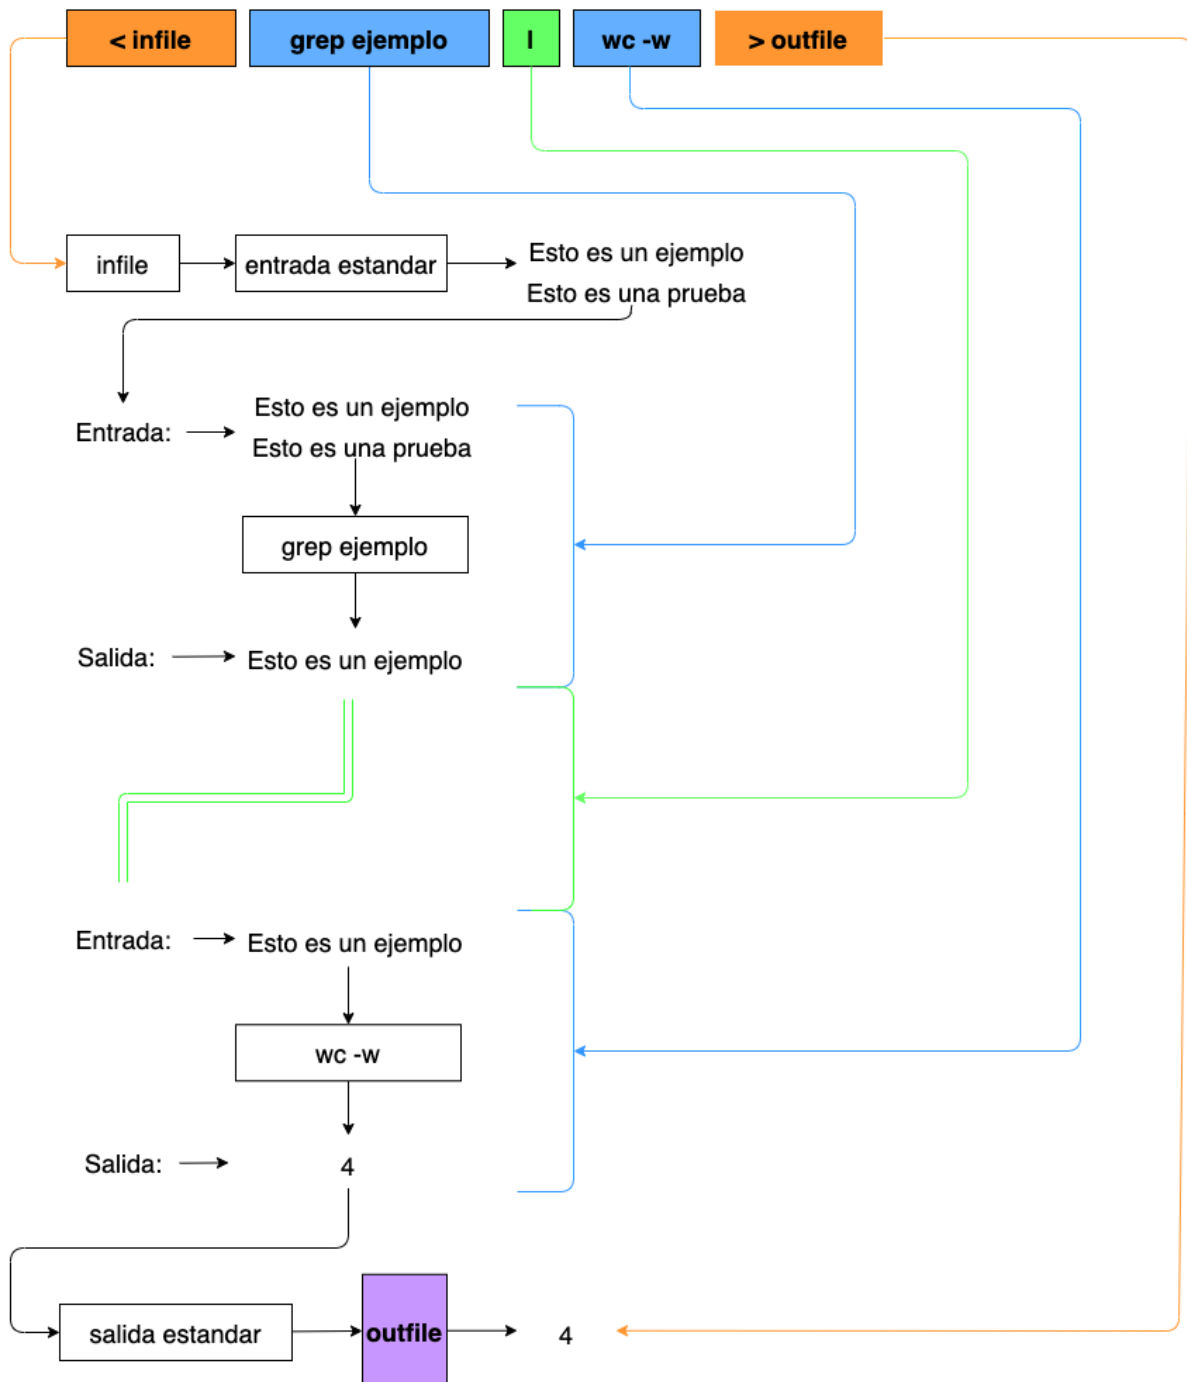 < infile
grep ejemplo
|
wc -w
> outfile
infile
entrada estandar
Esto es un ejemplo
Esto es una prueba
Entrada:
Esto es un ejemplo
Esto es una prueba
grep ejemplo
Salida:
Esto es un ejemplo
Entrada:
Esto es un ejemplo
wc -w
Salida:
4
salida estandar
outfile
4